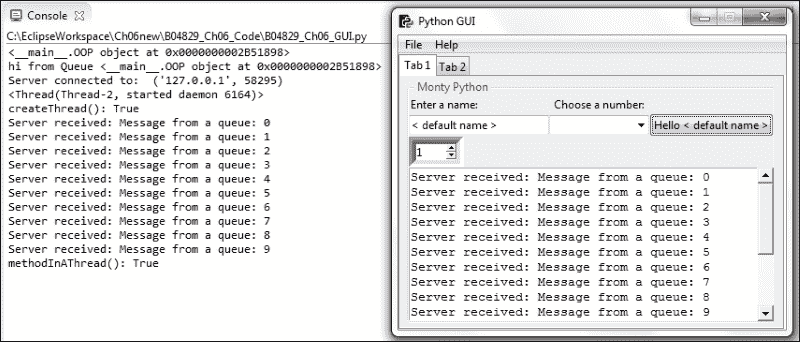 Console
C:\EclipseWorkspace\Ch06new\B04829_Ch06_Code\B04829_Ch06_GUI.py
<__main__.OOP object at 0x0000000002B51898>
hi from Queue <__main__.OOP object at 0x0000000002B51898>
Server connected to:  ('127.0.0.1', 58295)
<Thread(Thread-2, started daemon 6164)>
createThread(): True
Server received: Message from a queue: 0
Server received: Message from a queue: 1
Server received: Message from a queue: 2
Server received: Message from a queue: 3
Server received: Message from a queue: 4
Server received: Message from a queue: 5
Server received: Message from a queue: 6
Server received: Message from a queue: 7
Server received: Message from a queue: 8
Server received: Message from a queue: 9
methodInAThread(): True
Python GUI
File Help
Tab 1 Tab 2
Monty Python
Enter a name: Choose a number:
< default name > Hello < default name >
1
Server received: Message from a queue: 0
Server received: Message from a queue: 1
Server received: Message from a queue: 2
Server received: Message from a queue: 3
Server received: Message from a queue: 4
Server received: Message from a queue: 5
Server received: Message from a queue: 6
Server received: Message from a queue: 7
Server received: Message from a queue: 8
Server received: Message from a queue: 9